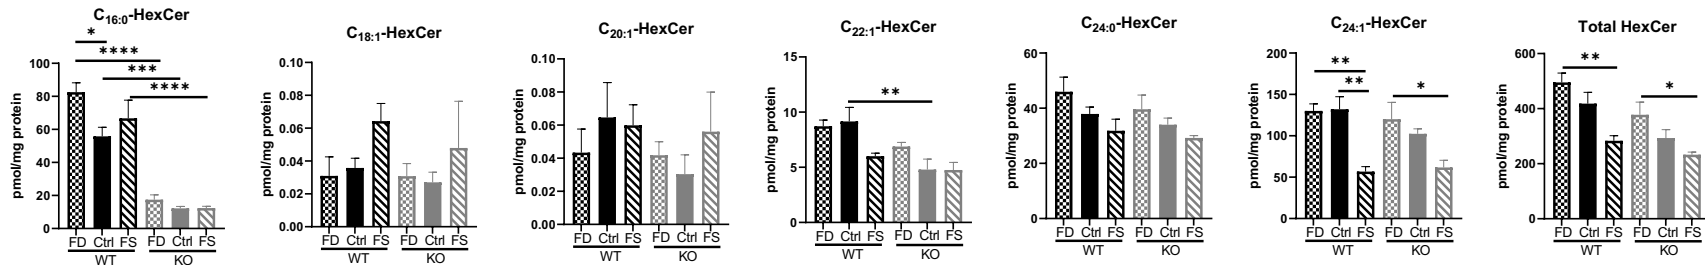 C16:0-HexCer
*
****
***
****
pmol/mg protein
100
80
60
40
20
0
FD Ctrl FS FD Ctrl FS
WT KO
C18:1-HexCer
pmol/mg protein
0.10
0.08
0.06
0.04
0.02
0.00
FD Ctrl FS FD Ctrl FS
WT KO
C20:1-HexCer
pmol/mg protein
0.10
0.08
0.06
0.04
0.02
0.00
FD Ctrl FS FD Ctrl FS
WT KO
C22:1-HexCer
**
pmol/mg protein
15
10
5
0
FD Ctrl FS FD Ctrl FS
WT KO
C24:0-HexCer
pmol/mg protein
60
40
20
0
FD Ctrl FS FD Ctrl FS
WT KO
C24:1-HexCer
**
**
*
pmol/mg protein
200
150
100
50
0
FD Ctrl FS FD Ctrl FS
WT KO
Total HexCer
**
*
pmol/mg protein
600
400
200
0
FD Ctrl FS FD Ctrl FS
WT KO